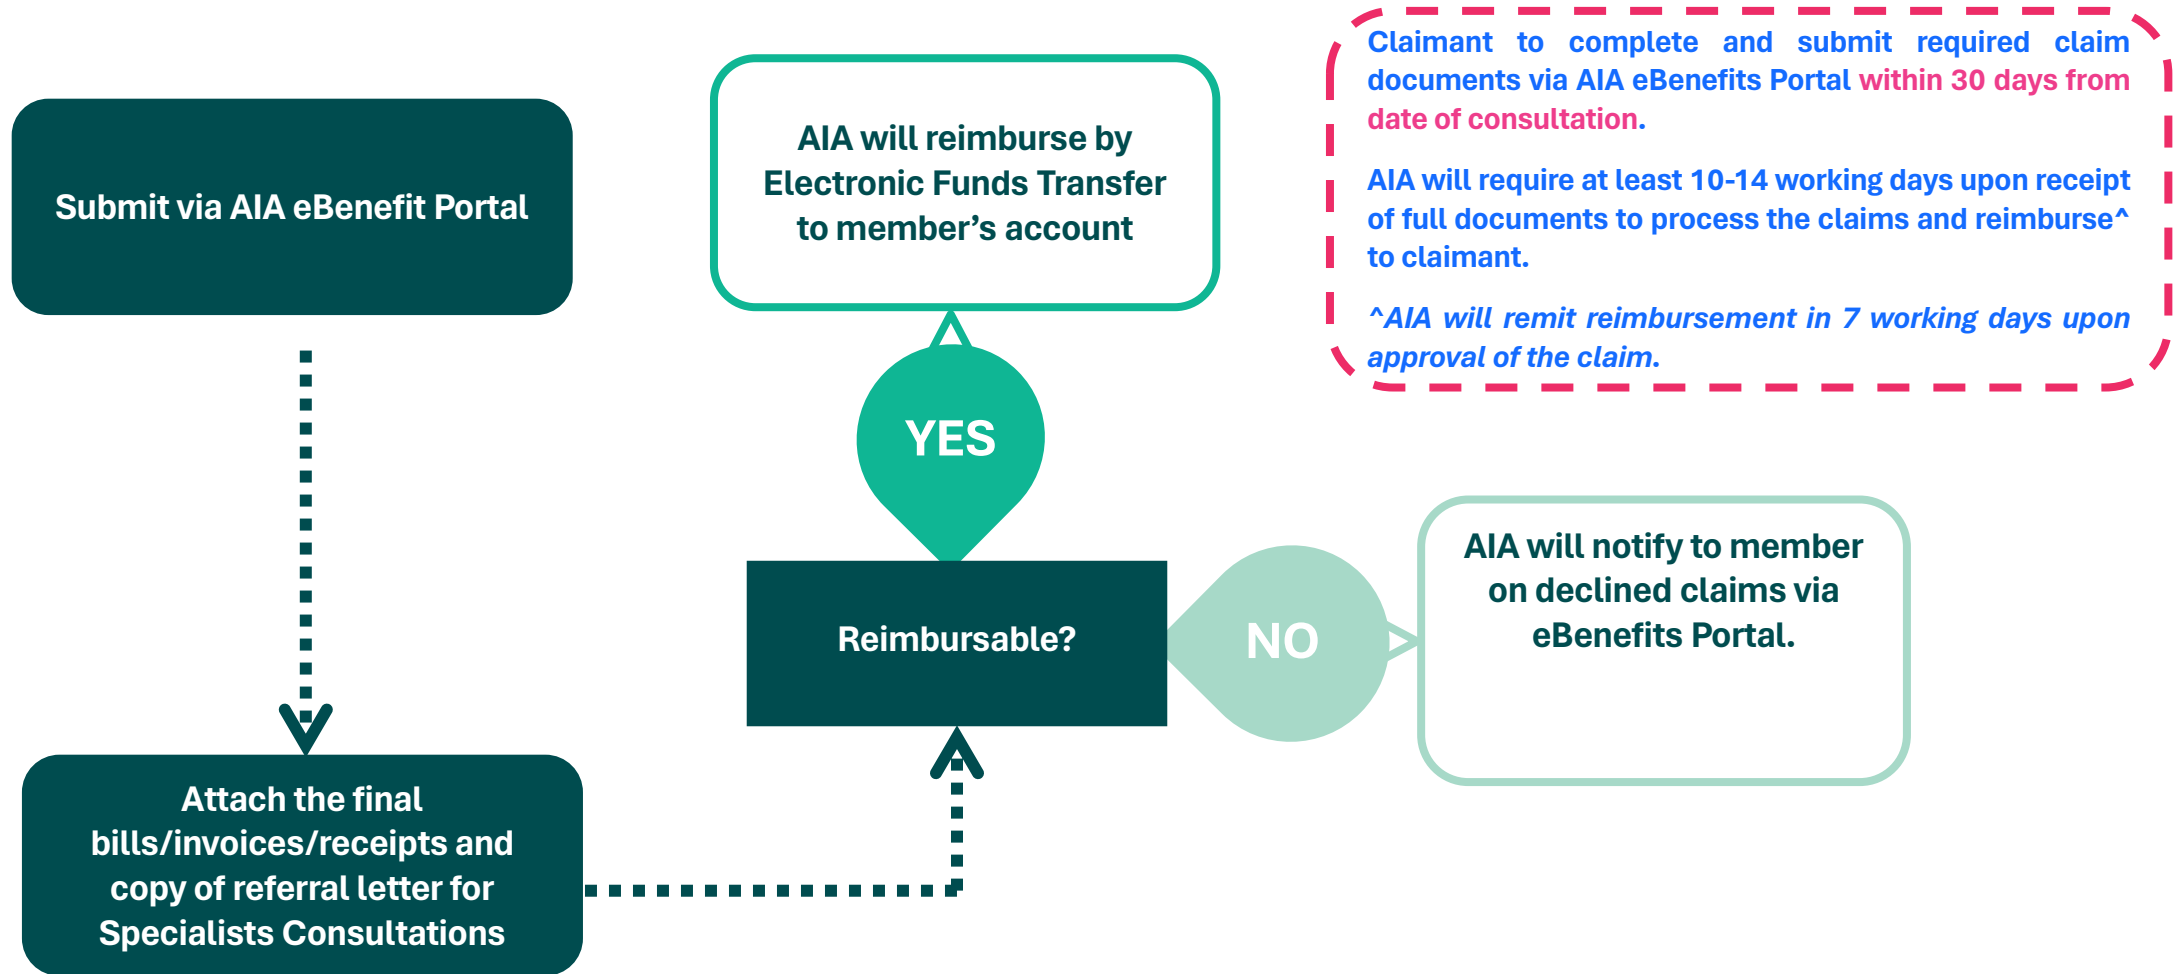 Submit via AIA eBenefit Portal
Attach the final
bills/invoices/receipts and
copy of referral letter for
Specialists Consultations
AIA will reimburse by
Electronic Funds Transfer
to member’s account
YES
Reimbursable?
NO
AIA will notify to member
on declined claims via
eBenefits Portal.
Claimant to complete and submit required claim
documents via AIA eBenefits Portal within 30 days from
date of consultation.
AIA will require at least 10-14 working days upon receipt
of full documents to process the claims and reimburse^
to claimant.
^AIA will remit reimbursement in 7 working days upon
approval of the claim.